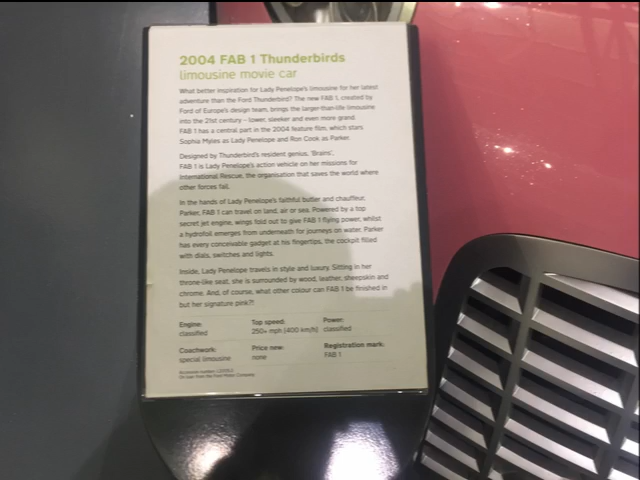 2004 FAB 1 Thunderbirds
limousine movie car
What better inspiration for Lady Penelope's limousine for her latest
adventure than the Ford Thunderbird? The new FAB 1, created by
Ford of Europe's design team, brings the larger-than-life limousine
into the 21st century – lower, sleeker and even more grand.
FAB 1 has a central part in the 2004 feature film, which stars
Sophia Myles as Lady Penelope and Ron Cook as Parker.
Designed by Thunderbird's resident genius, 'Brains',
FAB 1 is Lady Penelope's action vehicle on her missions for
International Rescue, the organisation that saves the world where
other forces fail.
In the hands of Lady Penelope's faithful butler and chauffeur,
Parker, FAB 1 can travel on land, air or sea. Powered by a top
secret jet engine, wings fold out to give FAB 1 flying power, whilst
a hydrofoil emerges from underneath for journeys on water. Parker
has every conceivable gadget at his fingertips, the cockpit filled
with dials, switches and lights.
Inside, Lady Penelope travels in style and luxury. Sitting in her
throne-like seat, she is surrounded by wood, leather, sheepskin and
chrome. And, of course, what other colour can FAB 1 be finished in
but her signature pink?!
Engine: Top speed: Power:
classified 250+ mph (400 km/h) classified
Coachwork: Price new: Registration mark:
special limousine none FAB 1
On loan from the Ford Motor Company